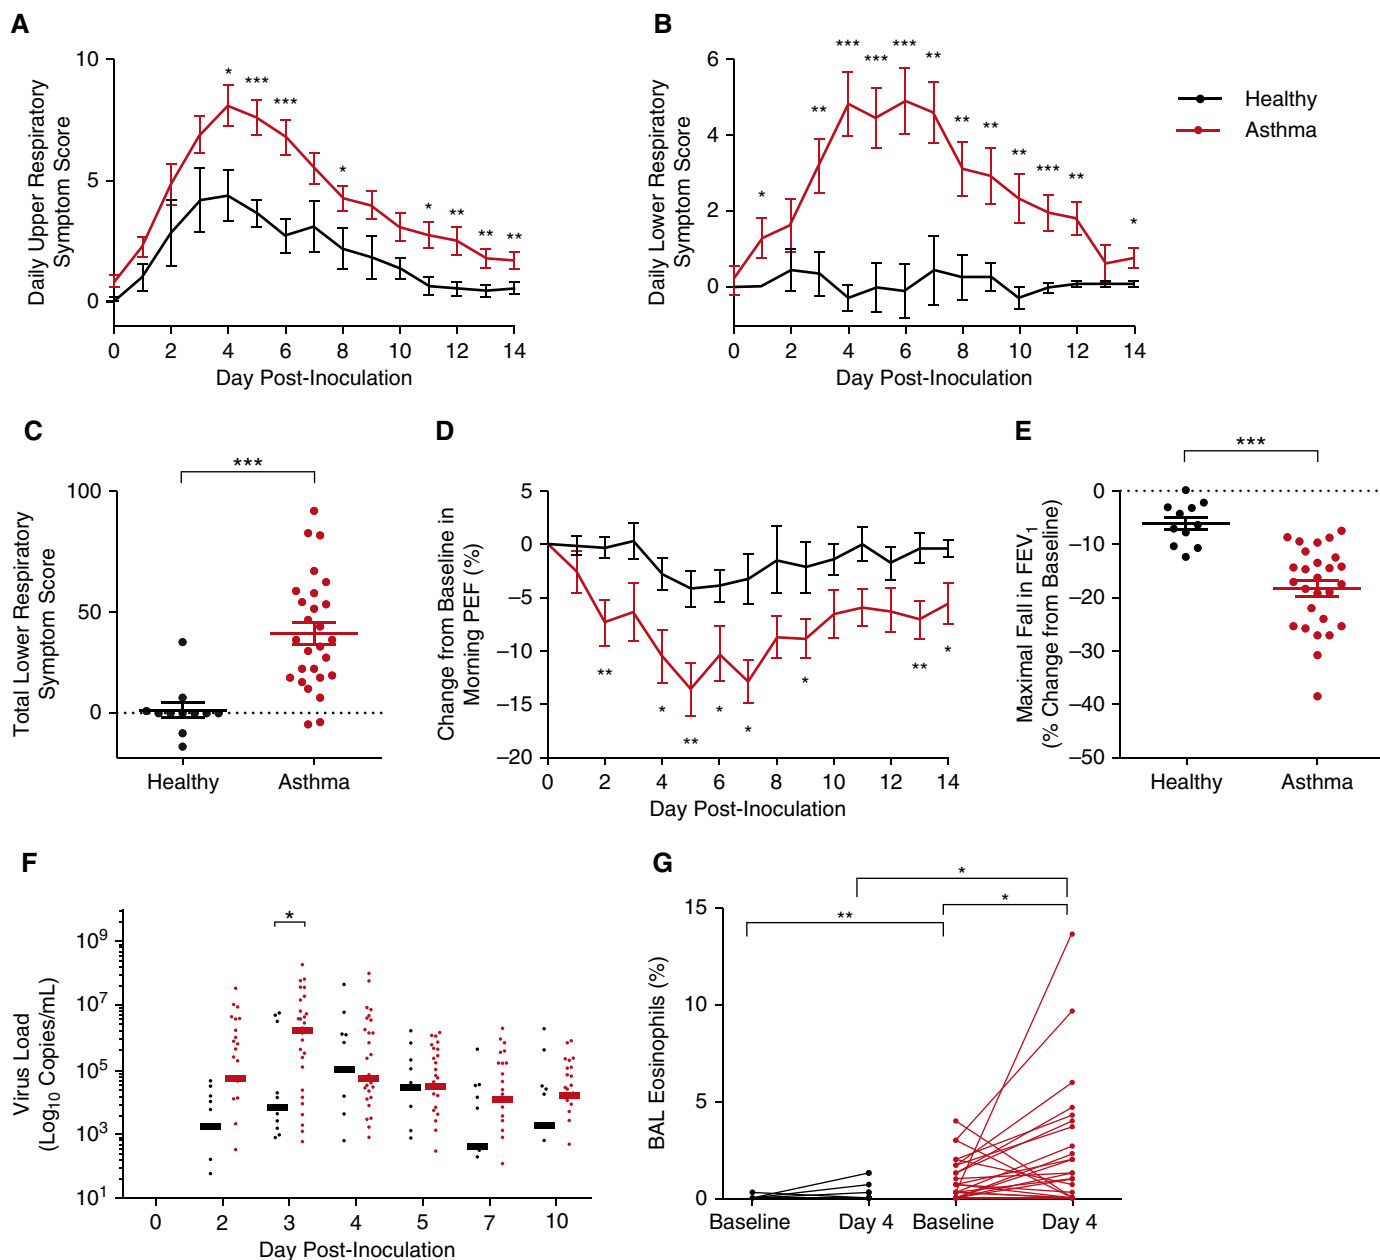 A
Daily Upper Respiratory
Symptom Score
10
5
0
* *** *** * * ** ** **
0 2 4 6 8 10 12 14
Day Post-Inoculation
B
Daily Lower Respiratory
Symptom Score
6
4
2
0
* ** *** *** *** ** ** ** ** *** ** *
0 2 4 6 8 10 12 14
Day Post-Inoculation
Healthy
Asthma
C
Total Lower Respiratory
Symptom Score
***
100
50
0
Healthy Asthma
D
Change from Baseline in
Morning PEF (%)
5
0
–5
–10
–15
–20
** * ** * * * ** *
0 2 4 6 8 10 12 14
Day Post-Inoculation
E
Maximal Fall in FEV₁
(% Change from Baseline)
***
0
–10
–20
–30
–40
–50
Healthy Asthma
F
Virus Load
(Log₁₀ Copies/mL)
*
10⁹
10⁷
10⁵
10³
10¹
0 2 3 4 5 7 10
Day Post-Inoculation
G
BAL Eosinophils (%)
*
*
**
15
10
5
0
Baseline Day 4 Baseline Day 4